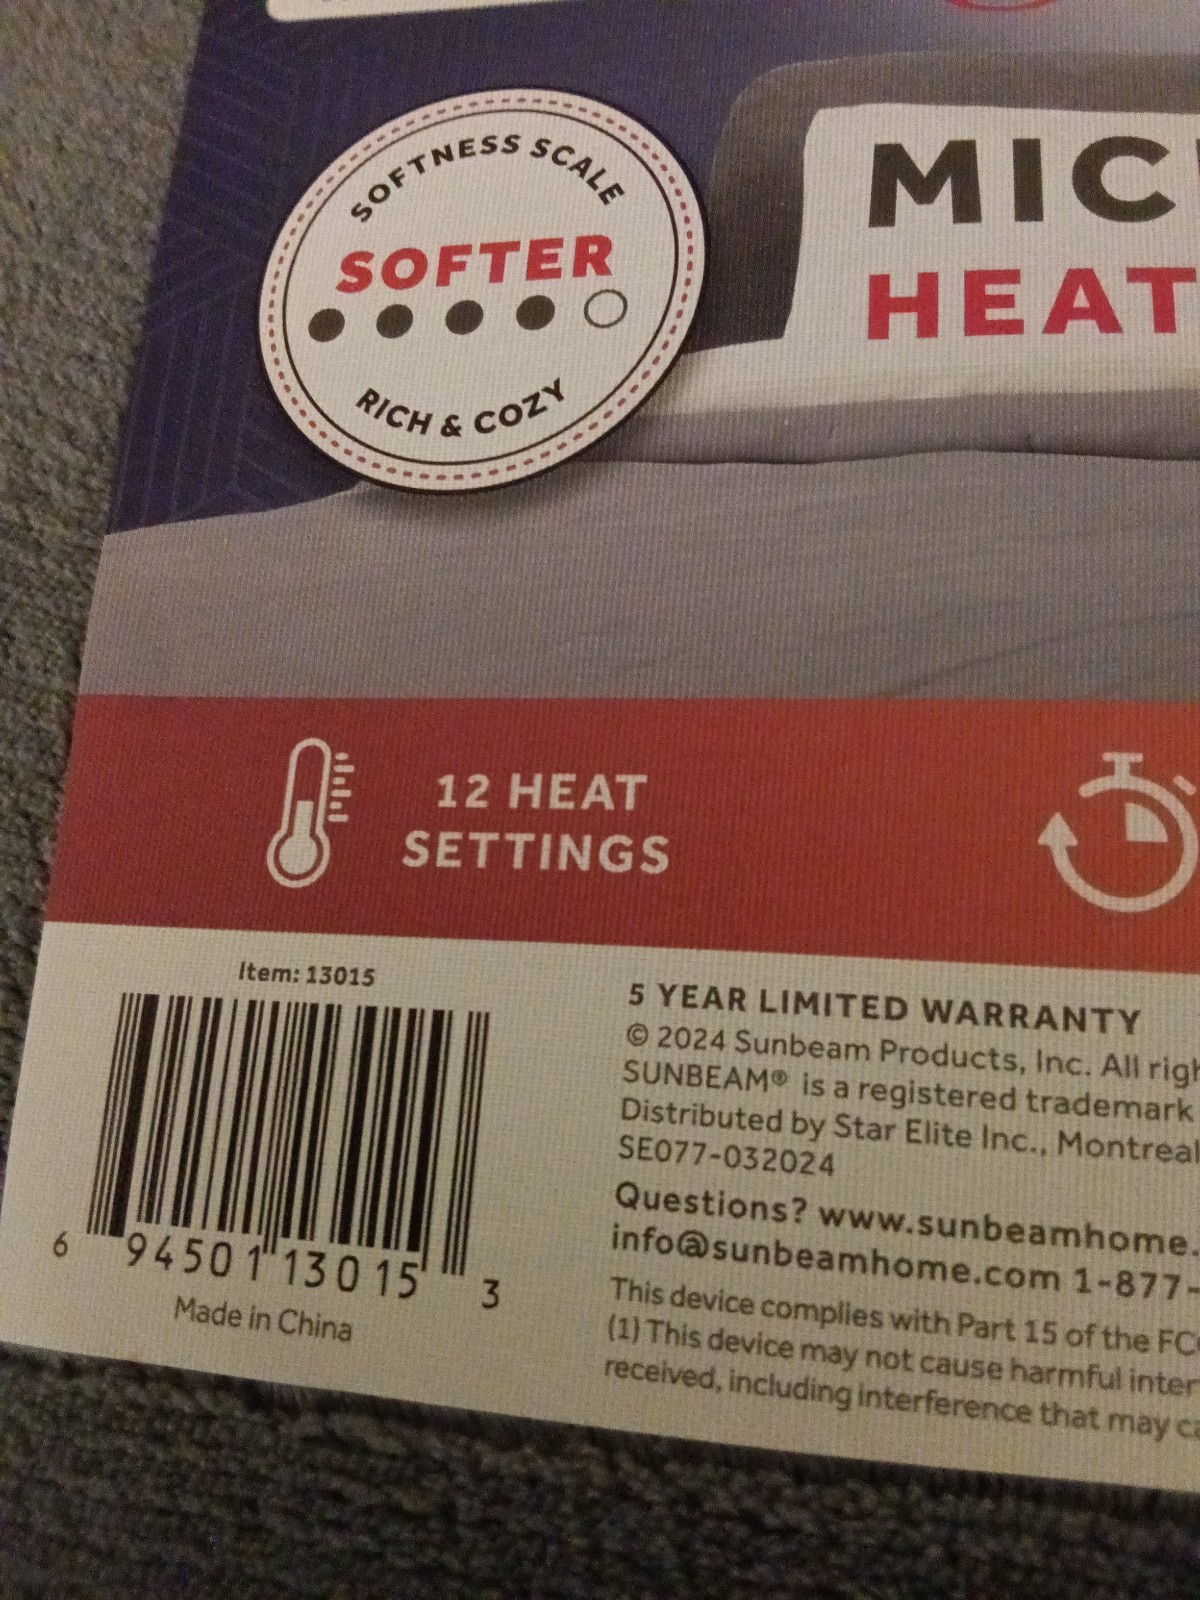 SOFTNESS SCALE
SOFTER
RICH & COZY
MIC
HEAT
12 HEAT
SETTINGS
Item: 13015
6 94501 13015 3
Made in China
5 YEAR LIMITED WARRANTY
© 2024 Sunbeam Products, Inc. All righ
SUNBEAM® is a registered trademark
Distributed by Star Elite Inc., Montreal
SE077-032024
Questions? www.sunbeamhome.
info@sunbeamhome.com 1-877-
This device complies with Part 15 of the FC
(1) This device may not cause harmful inter
received, including interference that may ca